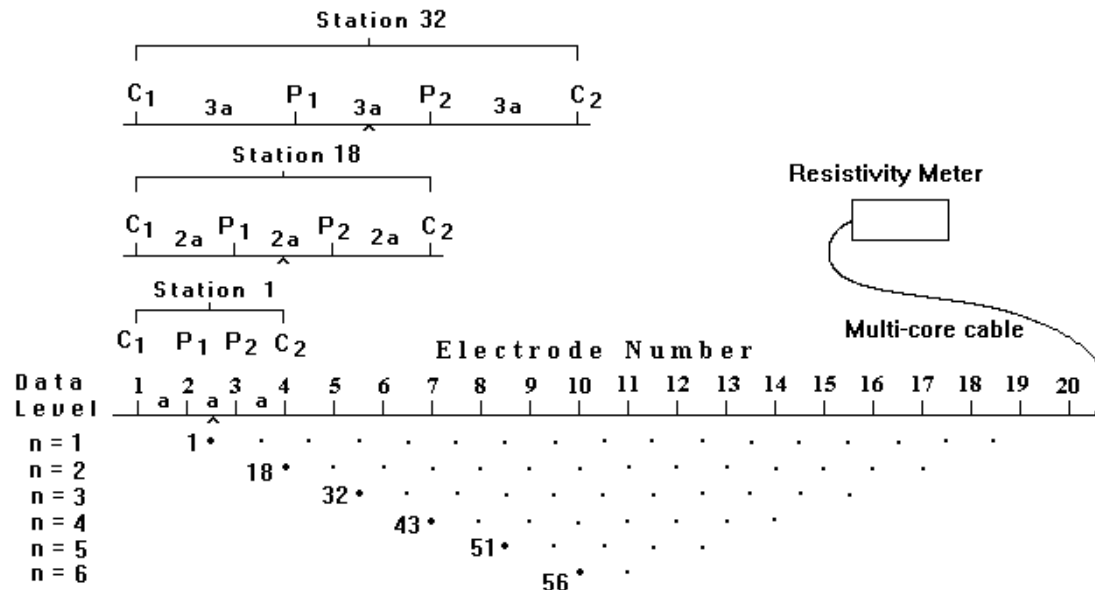 Station 32
C1 3a P1 3a P2 3a C2
Station 18
C1 2a P1 2a P2 2a C2
Resistivity Meter
Station 1
C1 P1 P2 C2
Multi-core cable
Electrode Number
Data Level
1 2 3 4 5 6 7 8 9 10 11 12 13 14 15 16 17 18 19 20
a a a
n = 1 1
n = 2 18
n = 3 32
n = 4 43
n = 5 51
n = 6 56